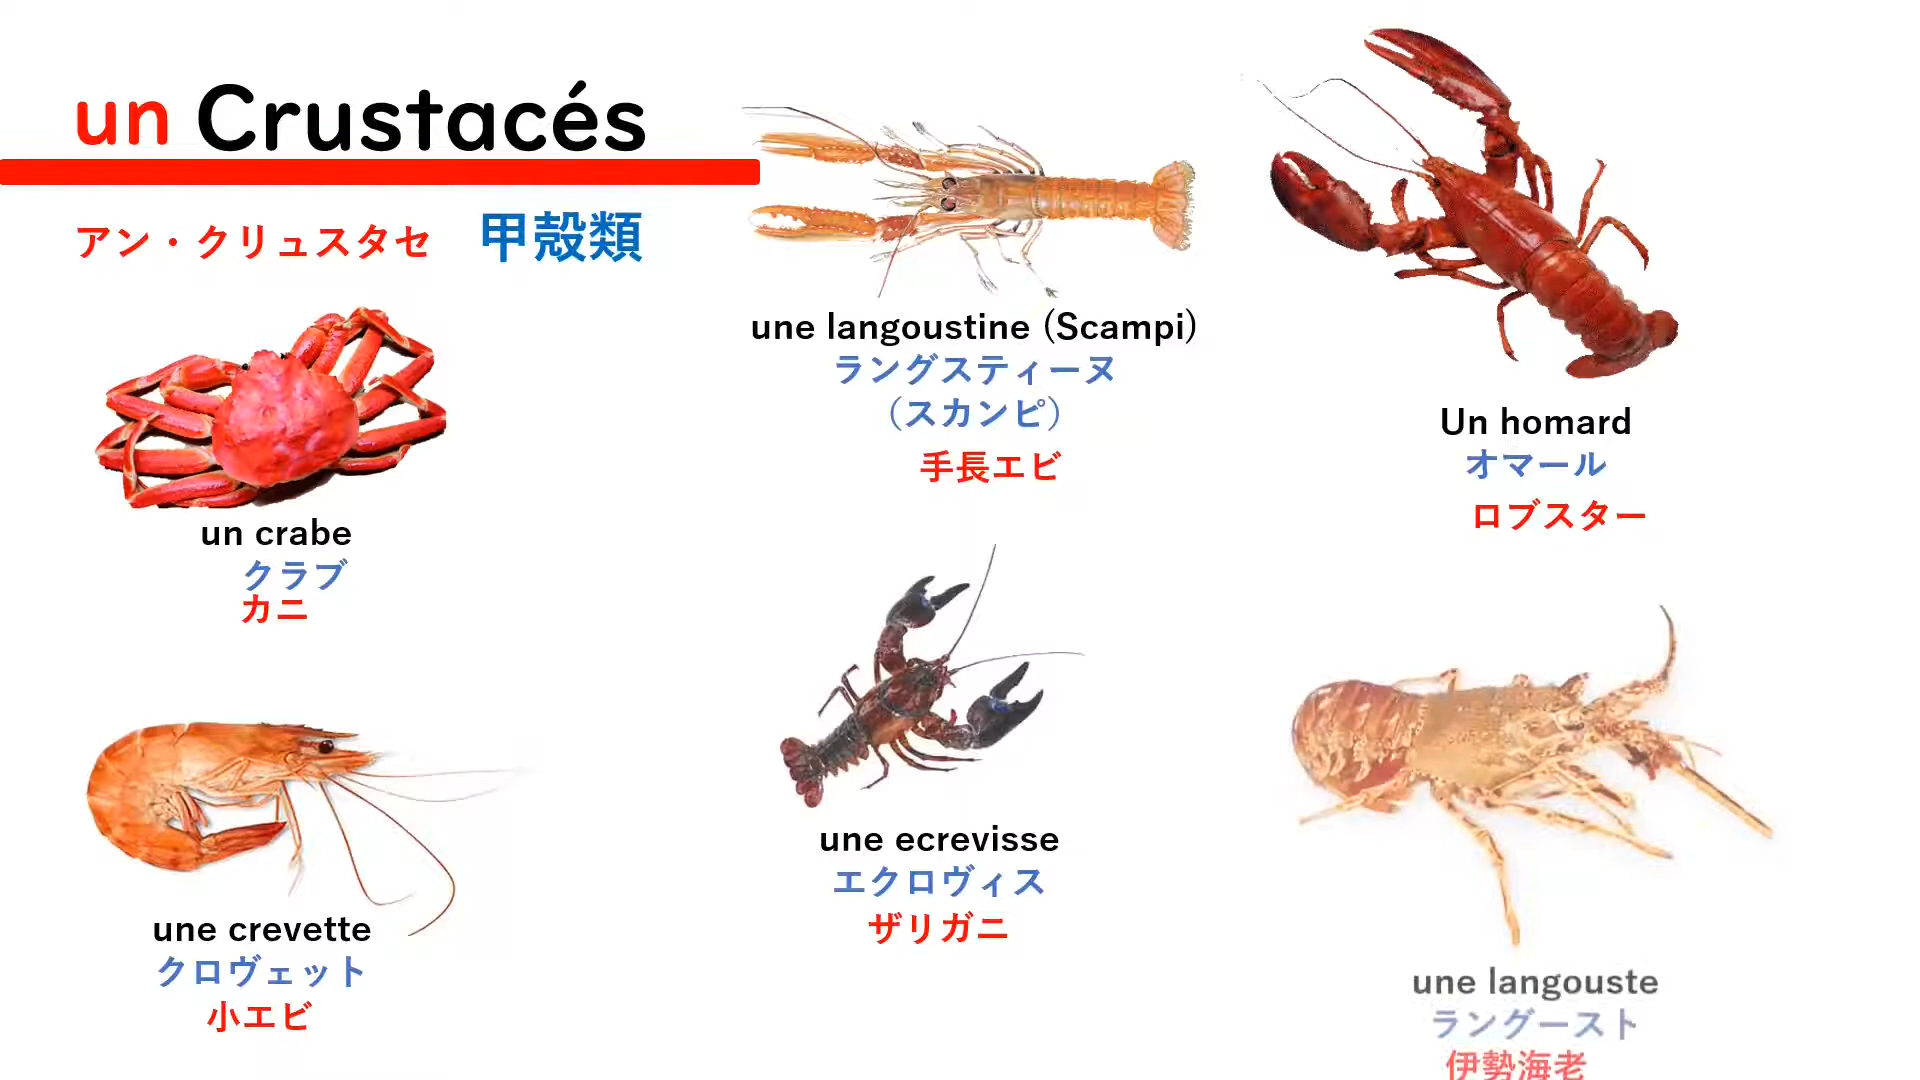 un Crustacés
アン・クリュスタセ 甲殻類
une langoustine (Scampi)
ラングスティーヌ
（スカンピ）
手長エビ
Un homard
オマール
ロブスター
un crabe
クラブ
カニ
une ecrevisse
エクロヴィス
ザリガニ
une crevette
クロヴェット
小エビ
une langouste
ラングースト
伊勢海老